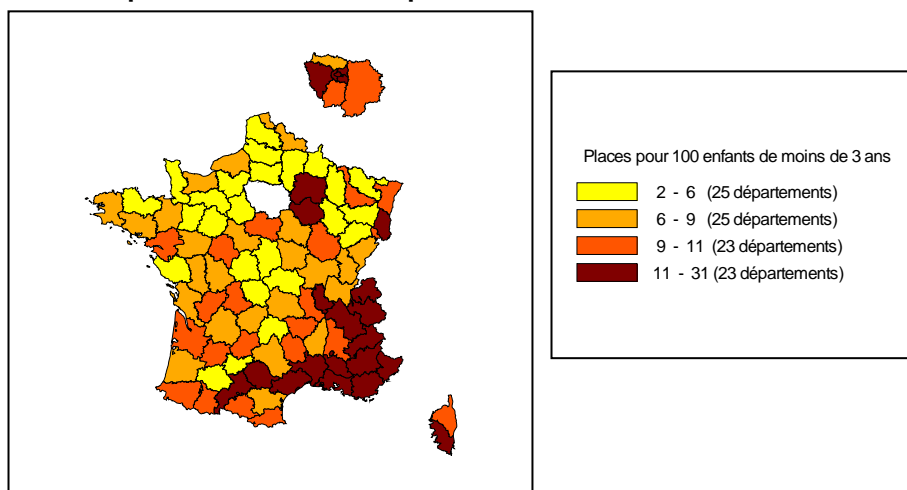 Places pour 100 enfants de moins de 3 ans
2 - 6 (25 départements)
6 - 9 (25 départements)
9 - 11 (23 départements)
11 - 31 (23 départements)